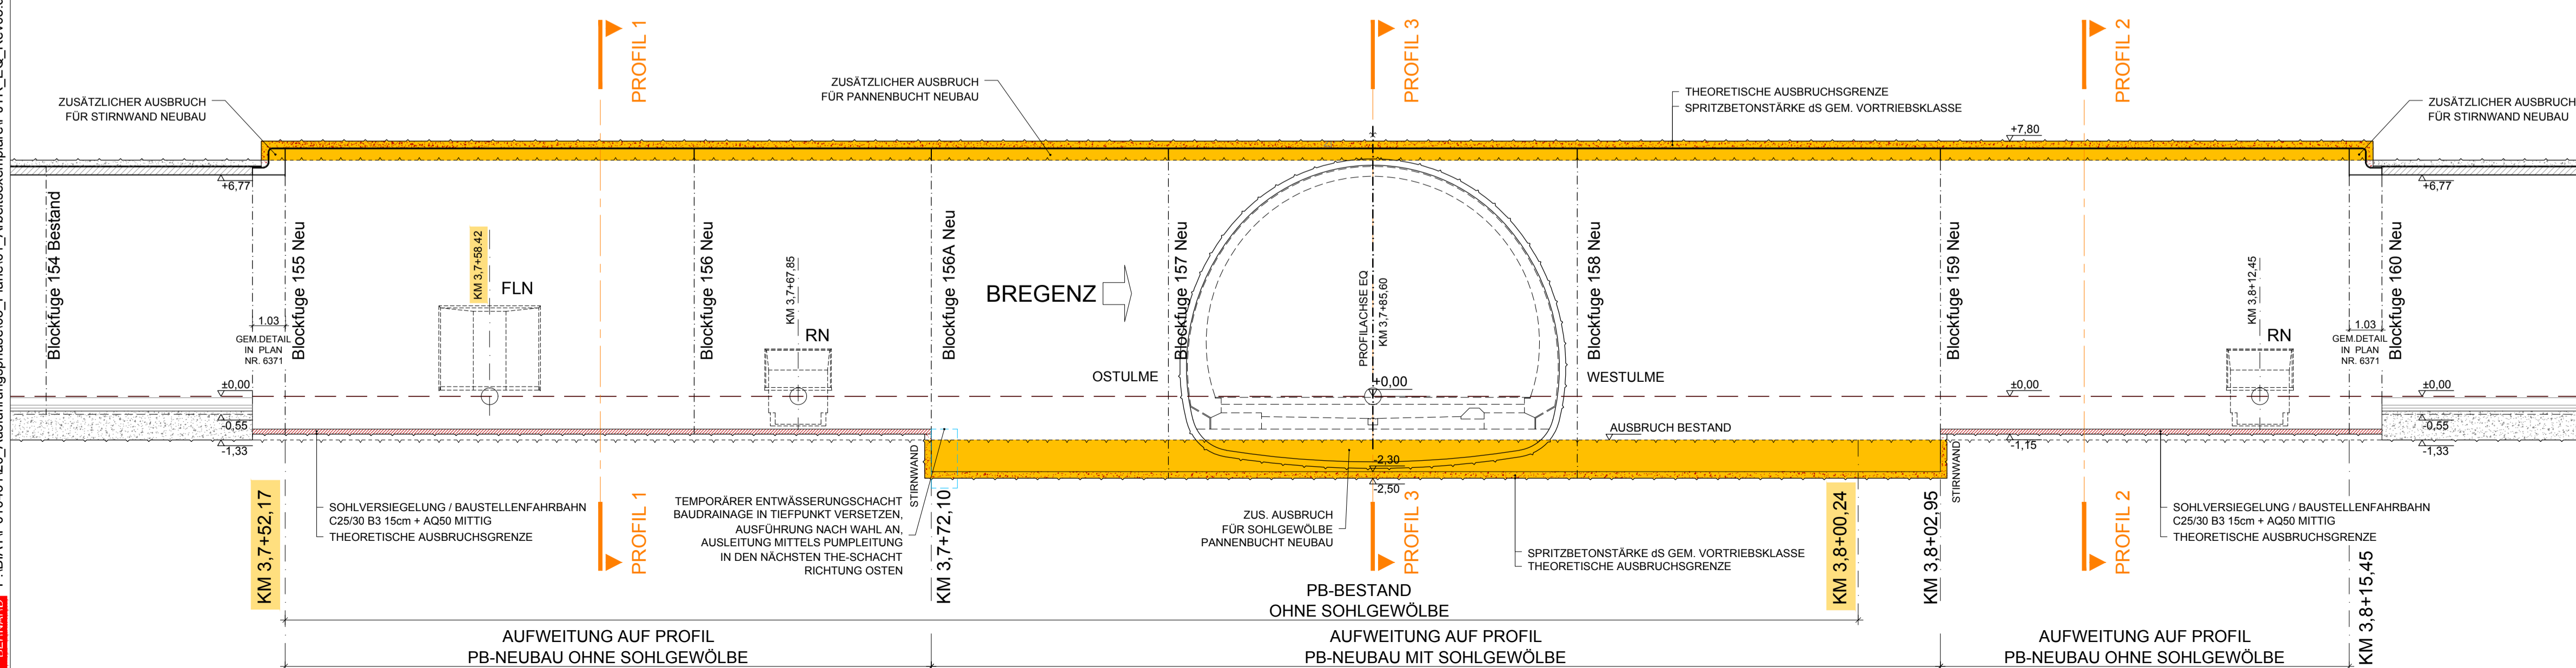 PROFIL 1
PROFIL 3
PROFIL 2
ZUSÄTZLICHER AUSBRUCH
FÜR STIRNWAND NEUBAU
ZUSÄTZLICHER AUSBRUCH
FÜR PANNENBUCHT NEUBAU
THEORETISCHE AUSBRUCHSGRENZE
SPRITZBETONSTÄRKE dS GEM. VORTRIEBSKLASSE
ZUSÄTZLICHER AUSBRUCH
FÜR STIRNWAND NEUBAU
+7,80
+6,77
+6,77
Blockfuge 154 Bestand
Blockfuge 155 Neu
KM 3,7+58.42
FLN
Blockfuge 156 Neu
KM 3,7+67,85
RN
Blockfuge 156A Neu
BREGENZ
Blockfuge 157 Neu
PROFILACHSE EQ
KM 3,7+85,60
Blockfuge 158 Neu
Blockfuge 159 Neu
KM 3,8+12,45
RN
Blockfuge 160 Neu
1.03
GEM.DETAIL
IN PLAN
NR. 6371
1.03
GEM.DETAIL
IN PLAN
NR. 6371
OSTULME
WESTULME
±0,00
±0,00
±0,00
±0,00
-0,55
-1,33
AUSBRUCH BESTAND
-1,15
-0,55
-1,33
STIRNWAND
-2,30
-2,50
STIRNWAND
SOHLVERSIEGELUNG / BAUSTELLENFAHRBAHN
C25/30 B3 15cm + AQ50 MITTIG
THEORETISCHE AUSBRUCHSGRENZE
TEMPORÄRER ENTWÄSSERUNGSCHACHT
BAUDRAINAGE IN TIEFPUNKT VERSETZEN,
AUSFÜHRUNG NACH WAHL AN,
AUSLEITUNG MITTELS PUMPLEITUNG
IN DEN NÄCHSTEN THE-SCHACHT
RICHTUNG OSTEN
ZUS. AUSBRUCH
FÜR SOHLGEWÖLBE
PANNENBUCHT NEUBAU
SPRITZBETONSTÄRKE dS GEM. VORTRIEBSKLASSE
THEORETISCHE AUSBRUCHSGRENZE
SOHLVERSIEGELUNG / BAUSTELLENFAHRBAHN
C25/30 B3 15cm + AQ50 MITTIG
THEORETISCHE AUSBRUCHSGRENZE
PROFIL 1
PROFIL 3
PROFIL 2
KM 3,7+52,17
KM 3,7+72,10
KM 3,8+00,24
KM 3,8+02,95
KM 3,8+15,45
PB-BESTAND
OHNE SOHLGEWÖLBE
AUFWEITUNG AUF PROFIL
PB-NEUBAU OHNE SOHLGEWÖLBE
AUFWEITUNG AUF PROFIL
PB-NEUBAU MIT SOHLGEWÖLBE
AUFWEITUNG AUF PROFIL
PB-NEUBAU OHNE SOHLGEWÖLBE